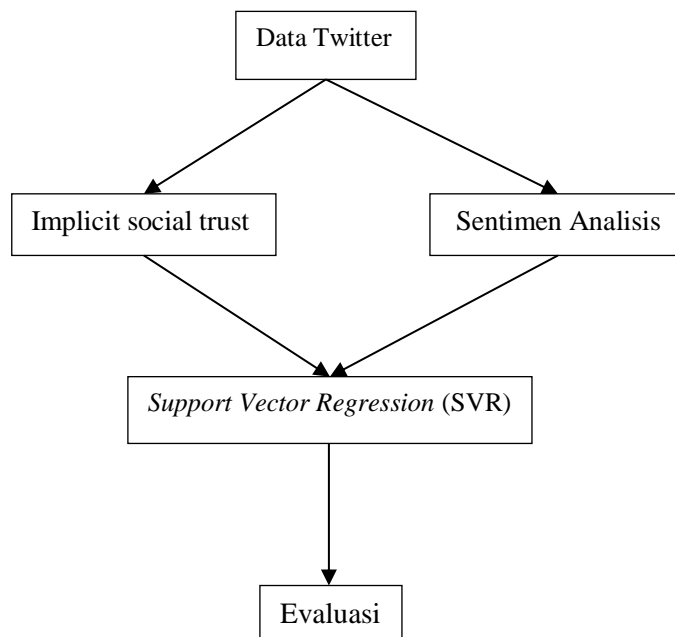 Data Twitter
Implicit social trust
Sentimen Analisis
Support Vector Regression (SVR)
Evaluasi